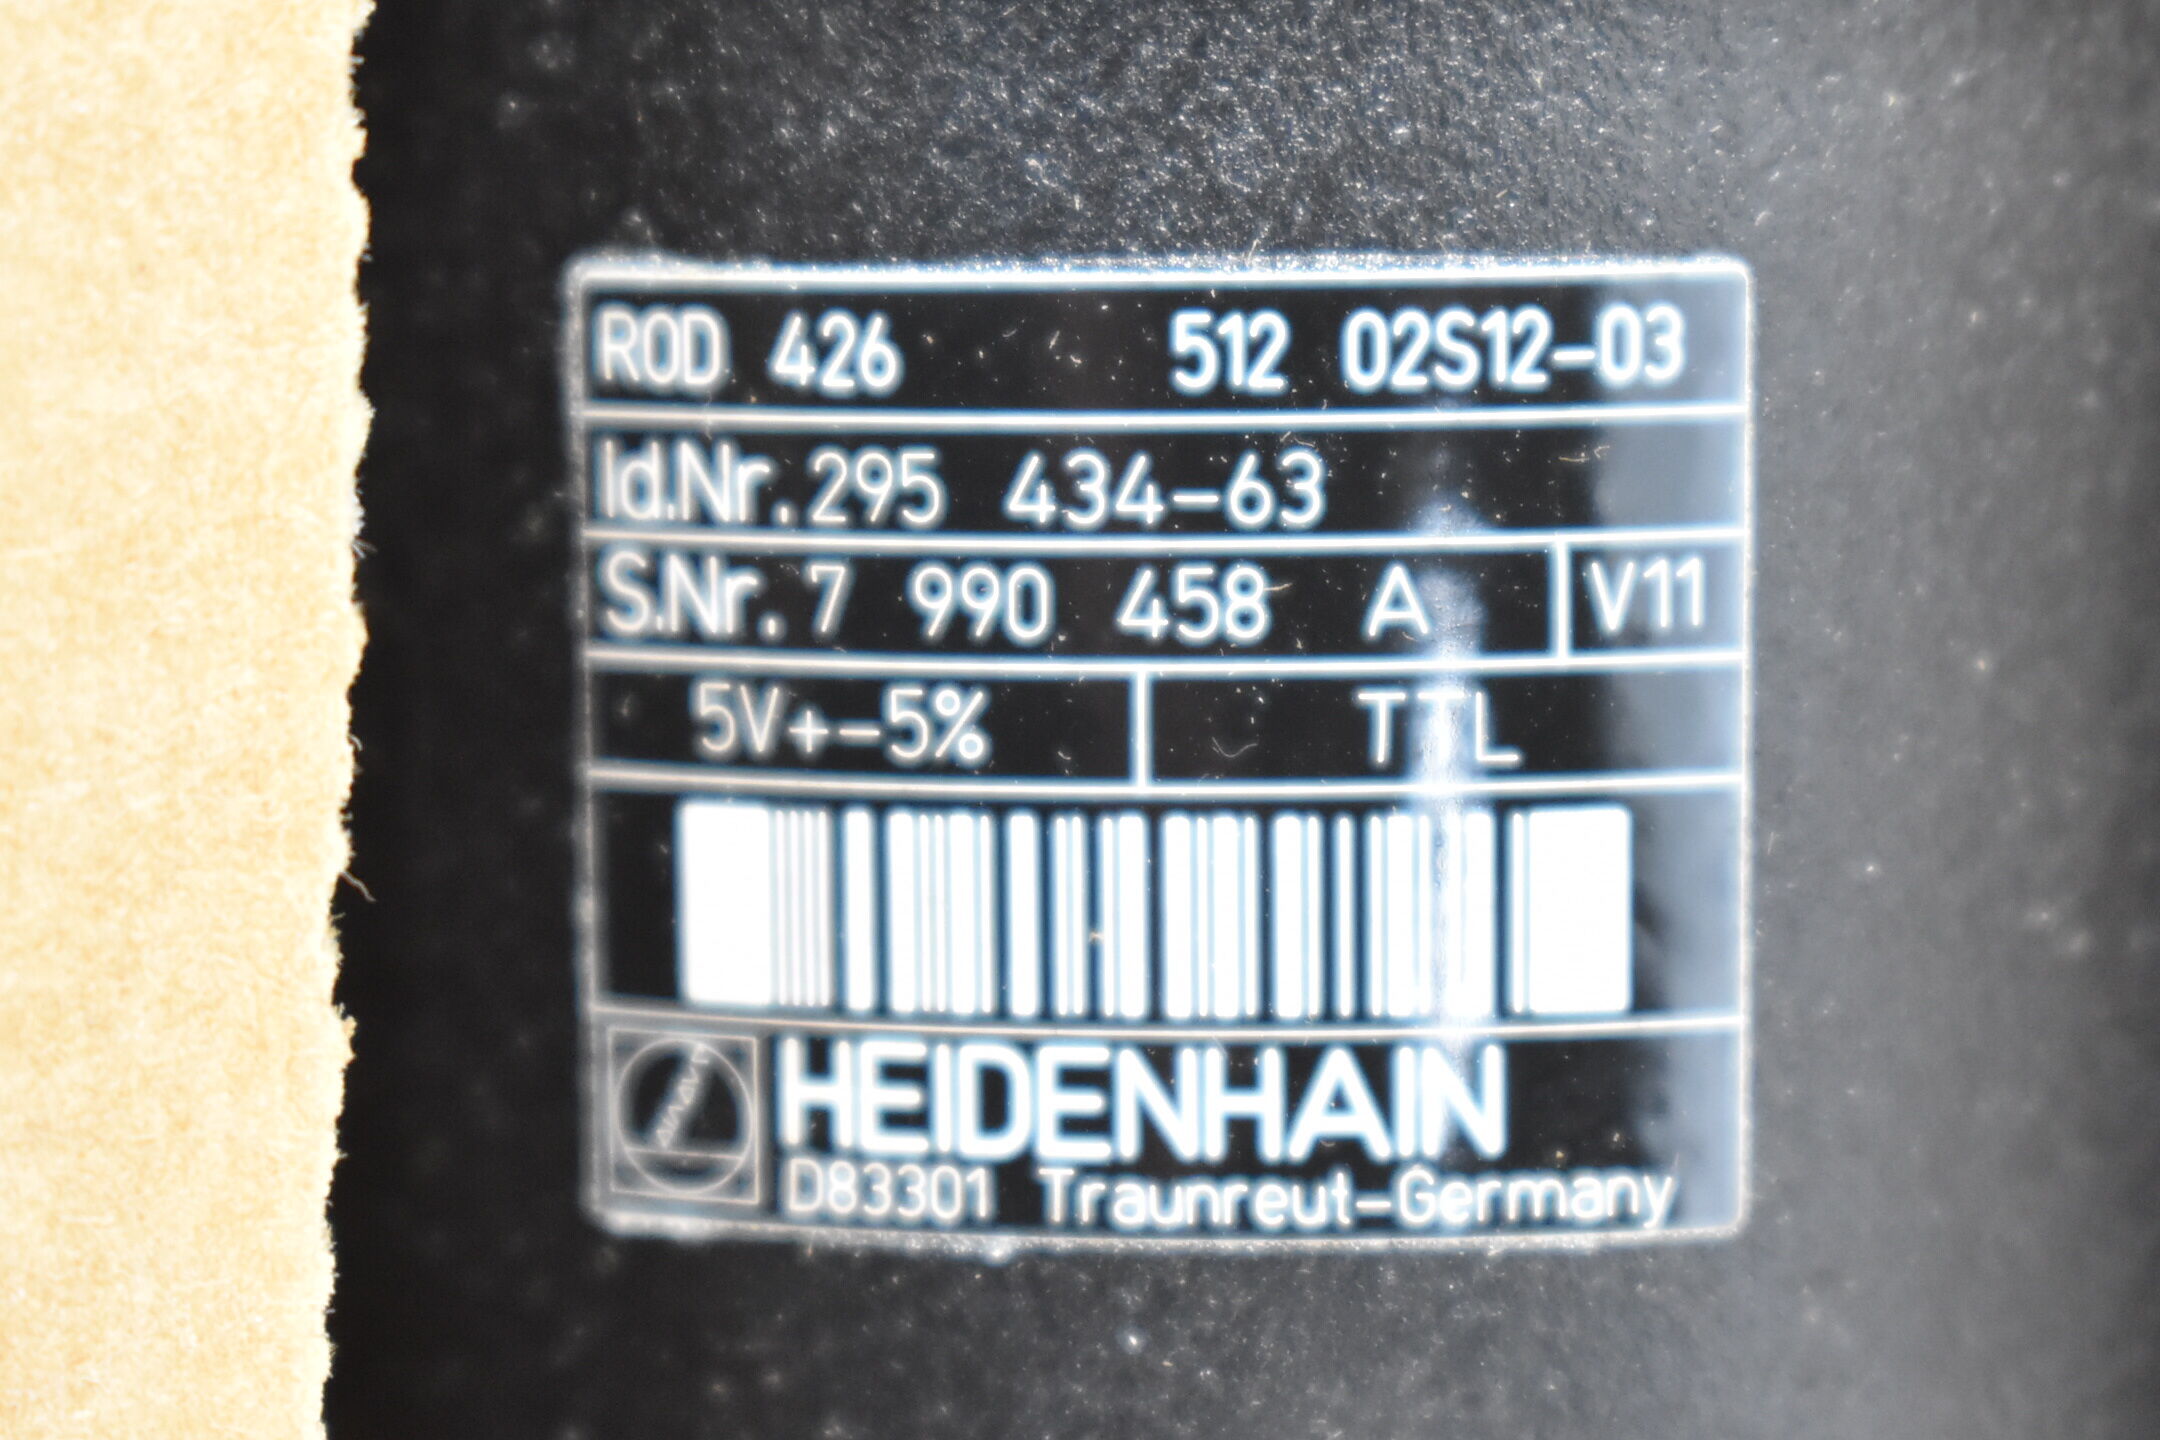 ROD 426 512 02S12-03
Id.Nr. 295 434-63
S.Nr. 7 990 458 A V11
5V+-5% TTL
HEIDENHAIN
D83301 Traunreut-Germany